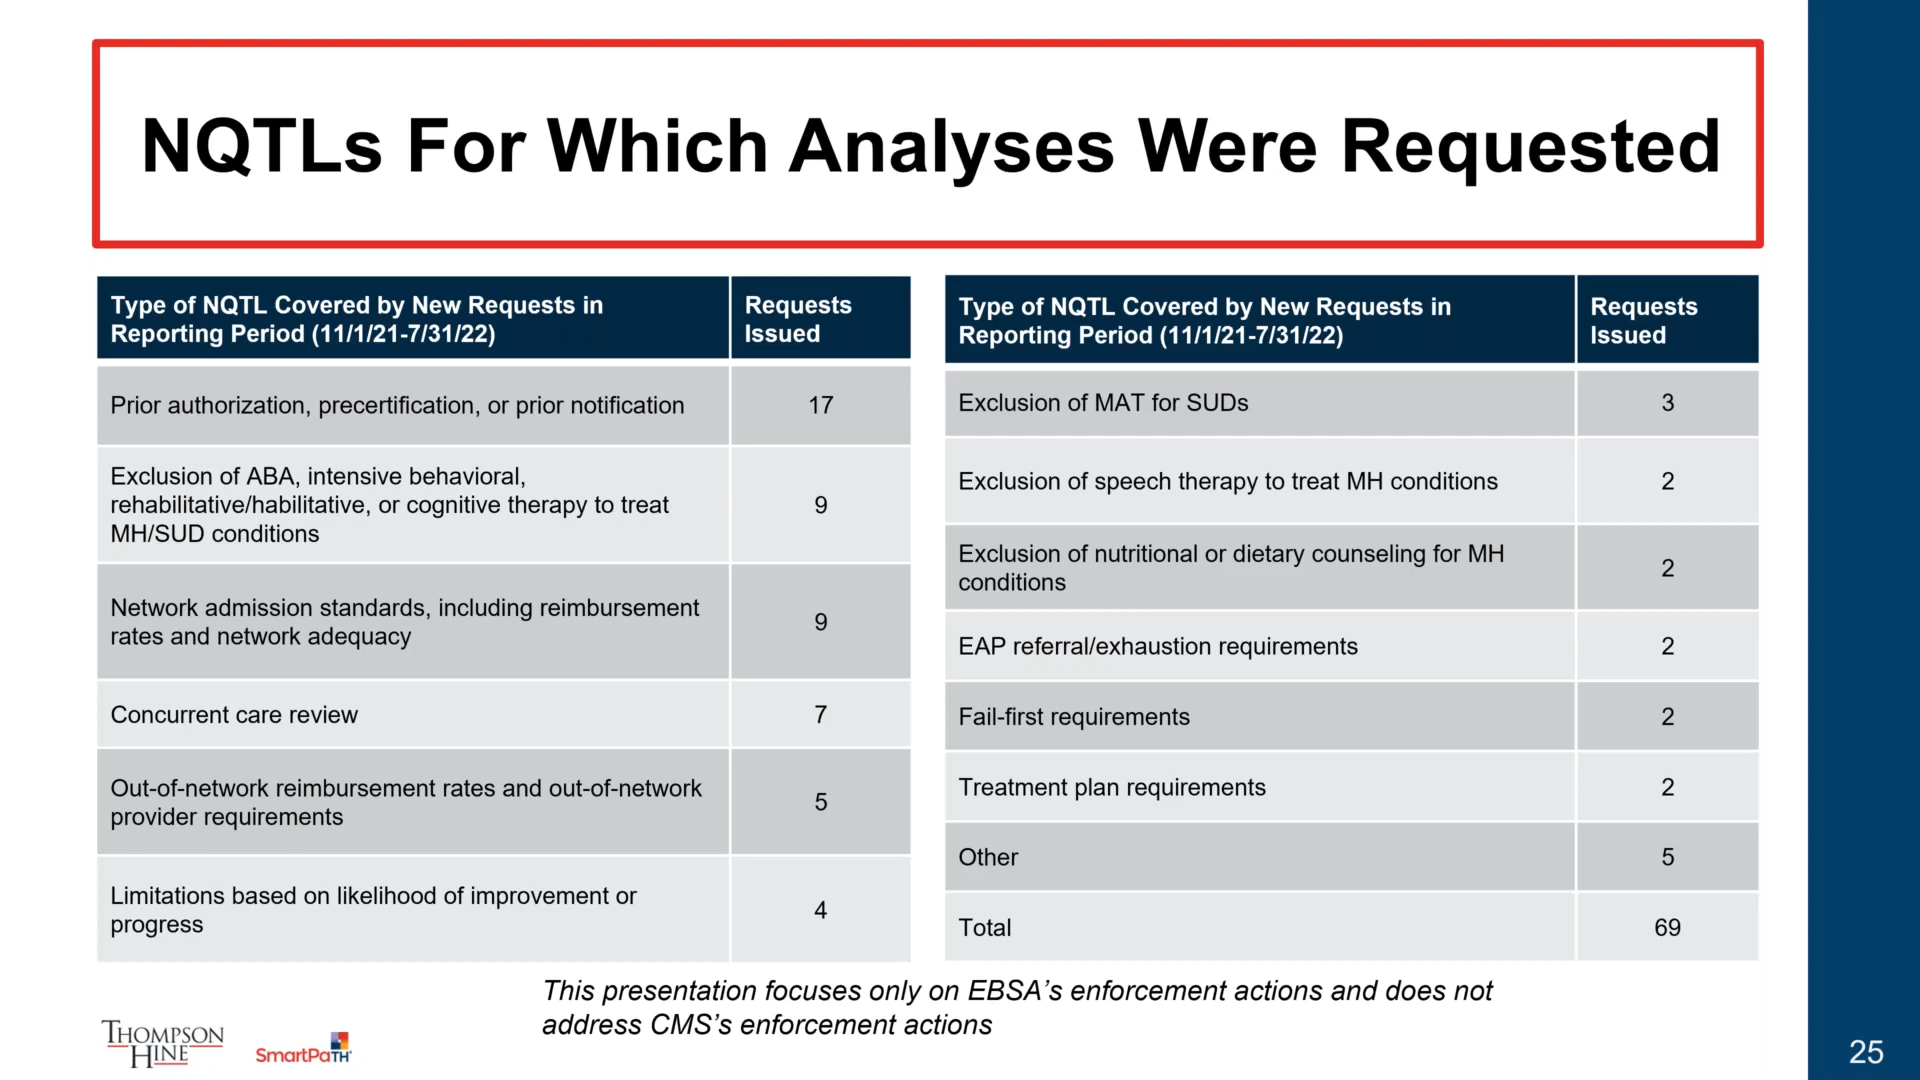 NQTLs For Which Analyses Were Requested
Type of NQTL Covered by New Requests in
Reporting Period (11/1/21-7/31/22)
Requests
Issued
Prior authorization, precertification, or prior notification
17
Exclusion of ABA, intensive behavioral,
rehabilitative/habilitative, or cognitive therapy to treat
MH/SUD conditions
9
Network admission standards, including reimbursement
rates and network adequacy
9
Concurrent care review
7
Out-of-network reimbursement rates and out-of-network
provider requirements
5
Limitations based on likelihood of improvement or
progress
4
Type of NQTL Covered by New Requests in
Reporting Period (11/1/21-7/31/22)
Requests
Issued
Exclusion of MAT for SUDs
3
Exclusion of speech therapy to treat MH conditions
2
Exclusion of nutritional or dietary counseling for MH
conditions
2
EAP referral/exhaustion requirements
2
Fail-first requirements
2
Treatment plan requirements
2
Other
5
Total
69
This presentation focuses only on EBSA’s enforcement actions and does not
address CMS’s enforcement actions
THOMPSON
HINE
SmartPaTH
25